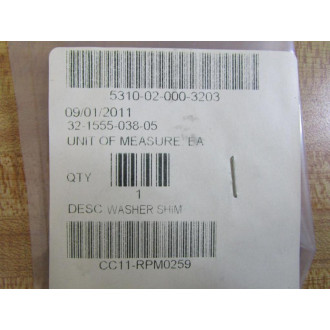 5310-02-000-3203
09/01/2011
32-1555-038-05
UNIT OF MEASURE: EA
QTY
1
DESC WASHER SHIM
CC11-RPM0259